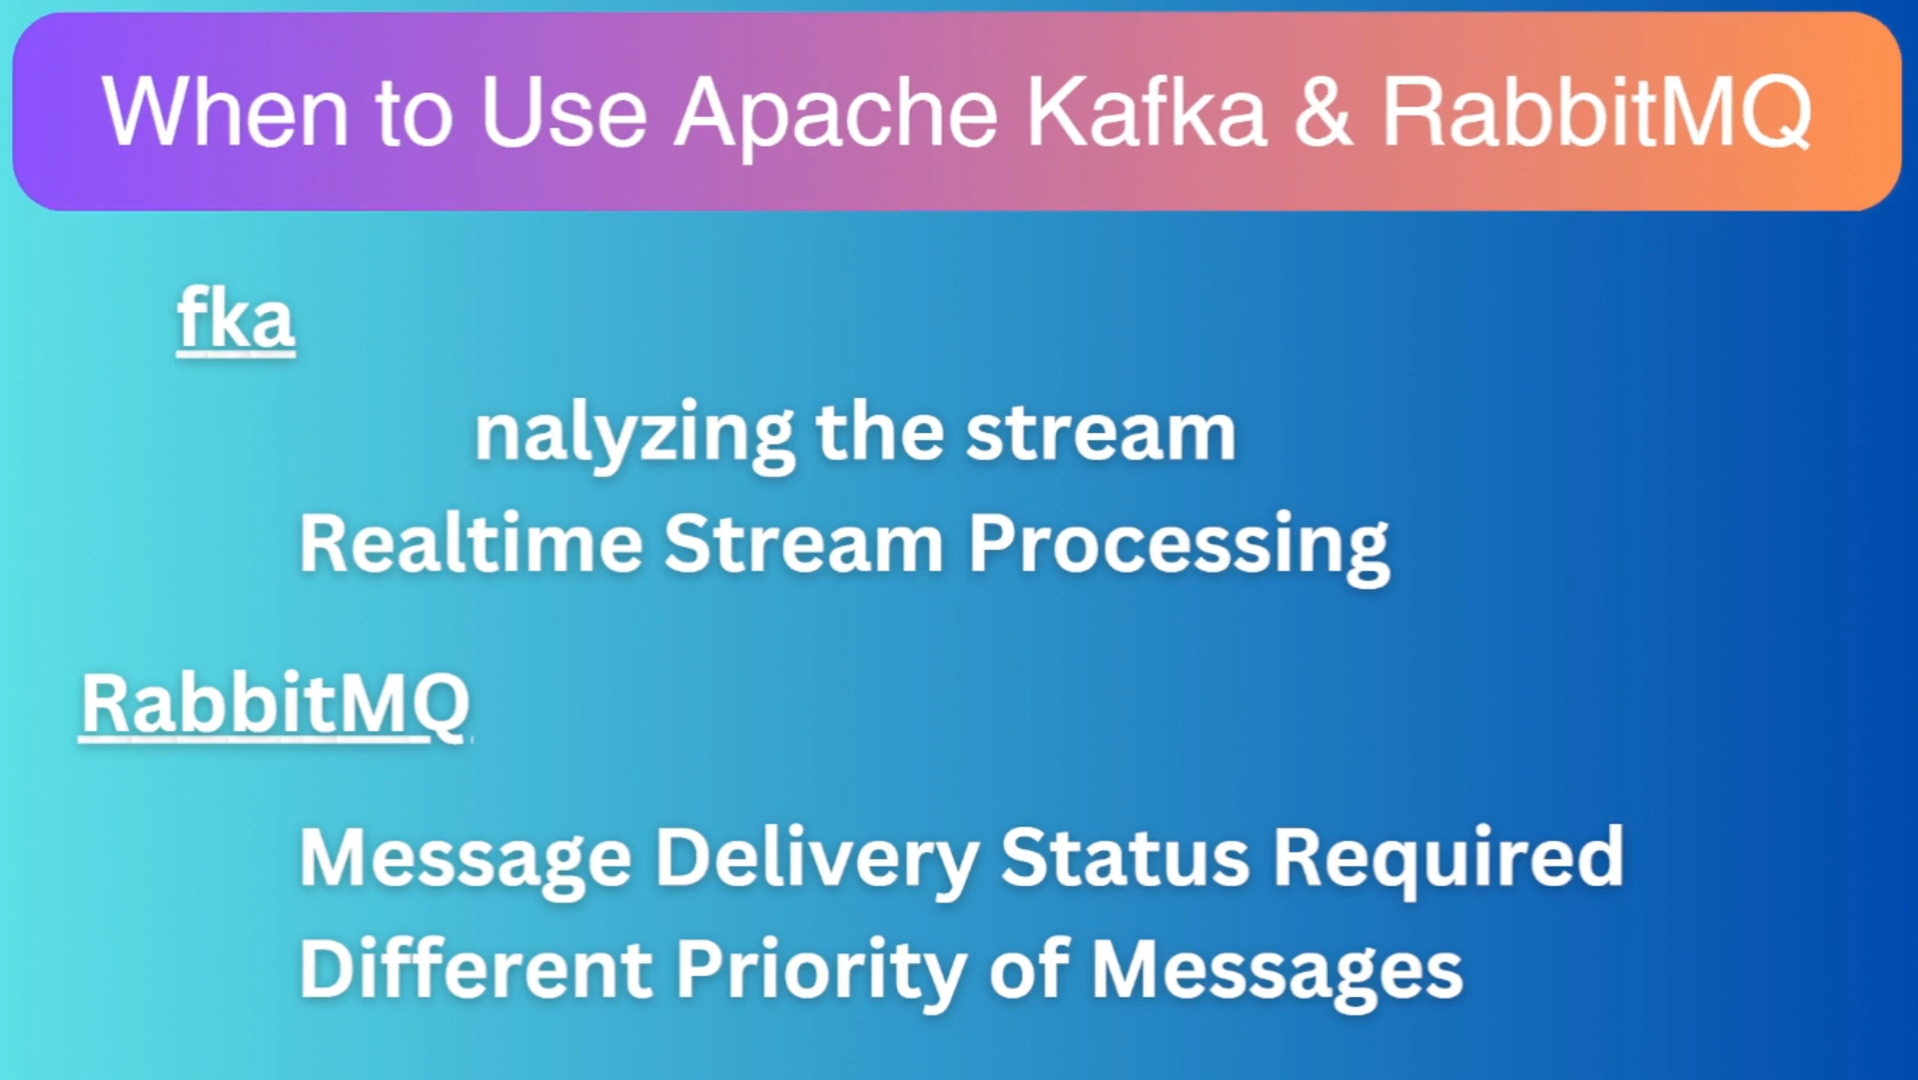 When to Use Apache Kafka & RabbitMQ
fka
nalyzing the stream
Realtime Stream Processing
RabbitMQ
Message Delivery Status Required
Different Priority of Messages